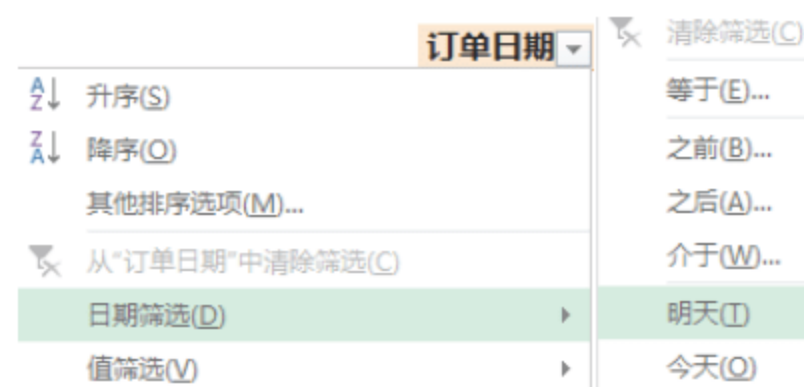 订单日期
升序(S)
降序(O)
其他排序选项(M)...
从“订单日期”中清除筛选(C)
日期筛选(D)
值筛选(V)
清除筛选(C)
等于(E)...
之前(B)...
之后(A)...
介于(W)...
明天(T)
今天(O)